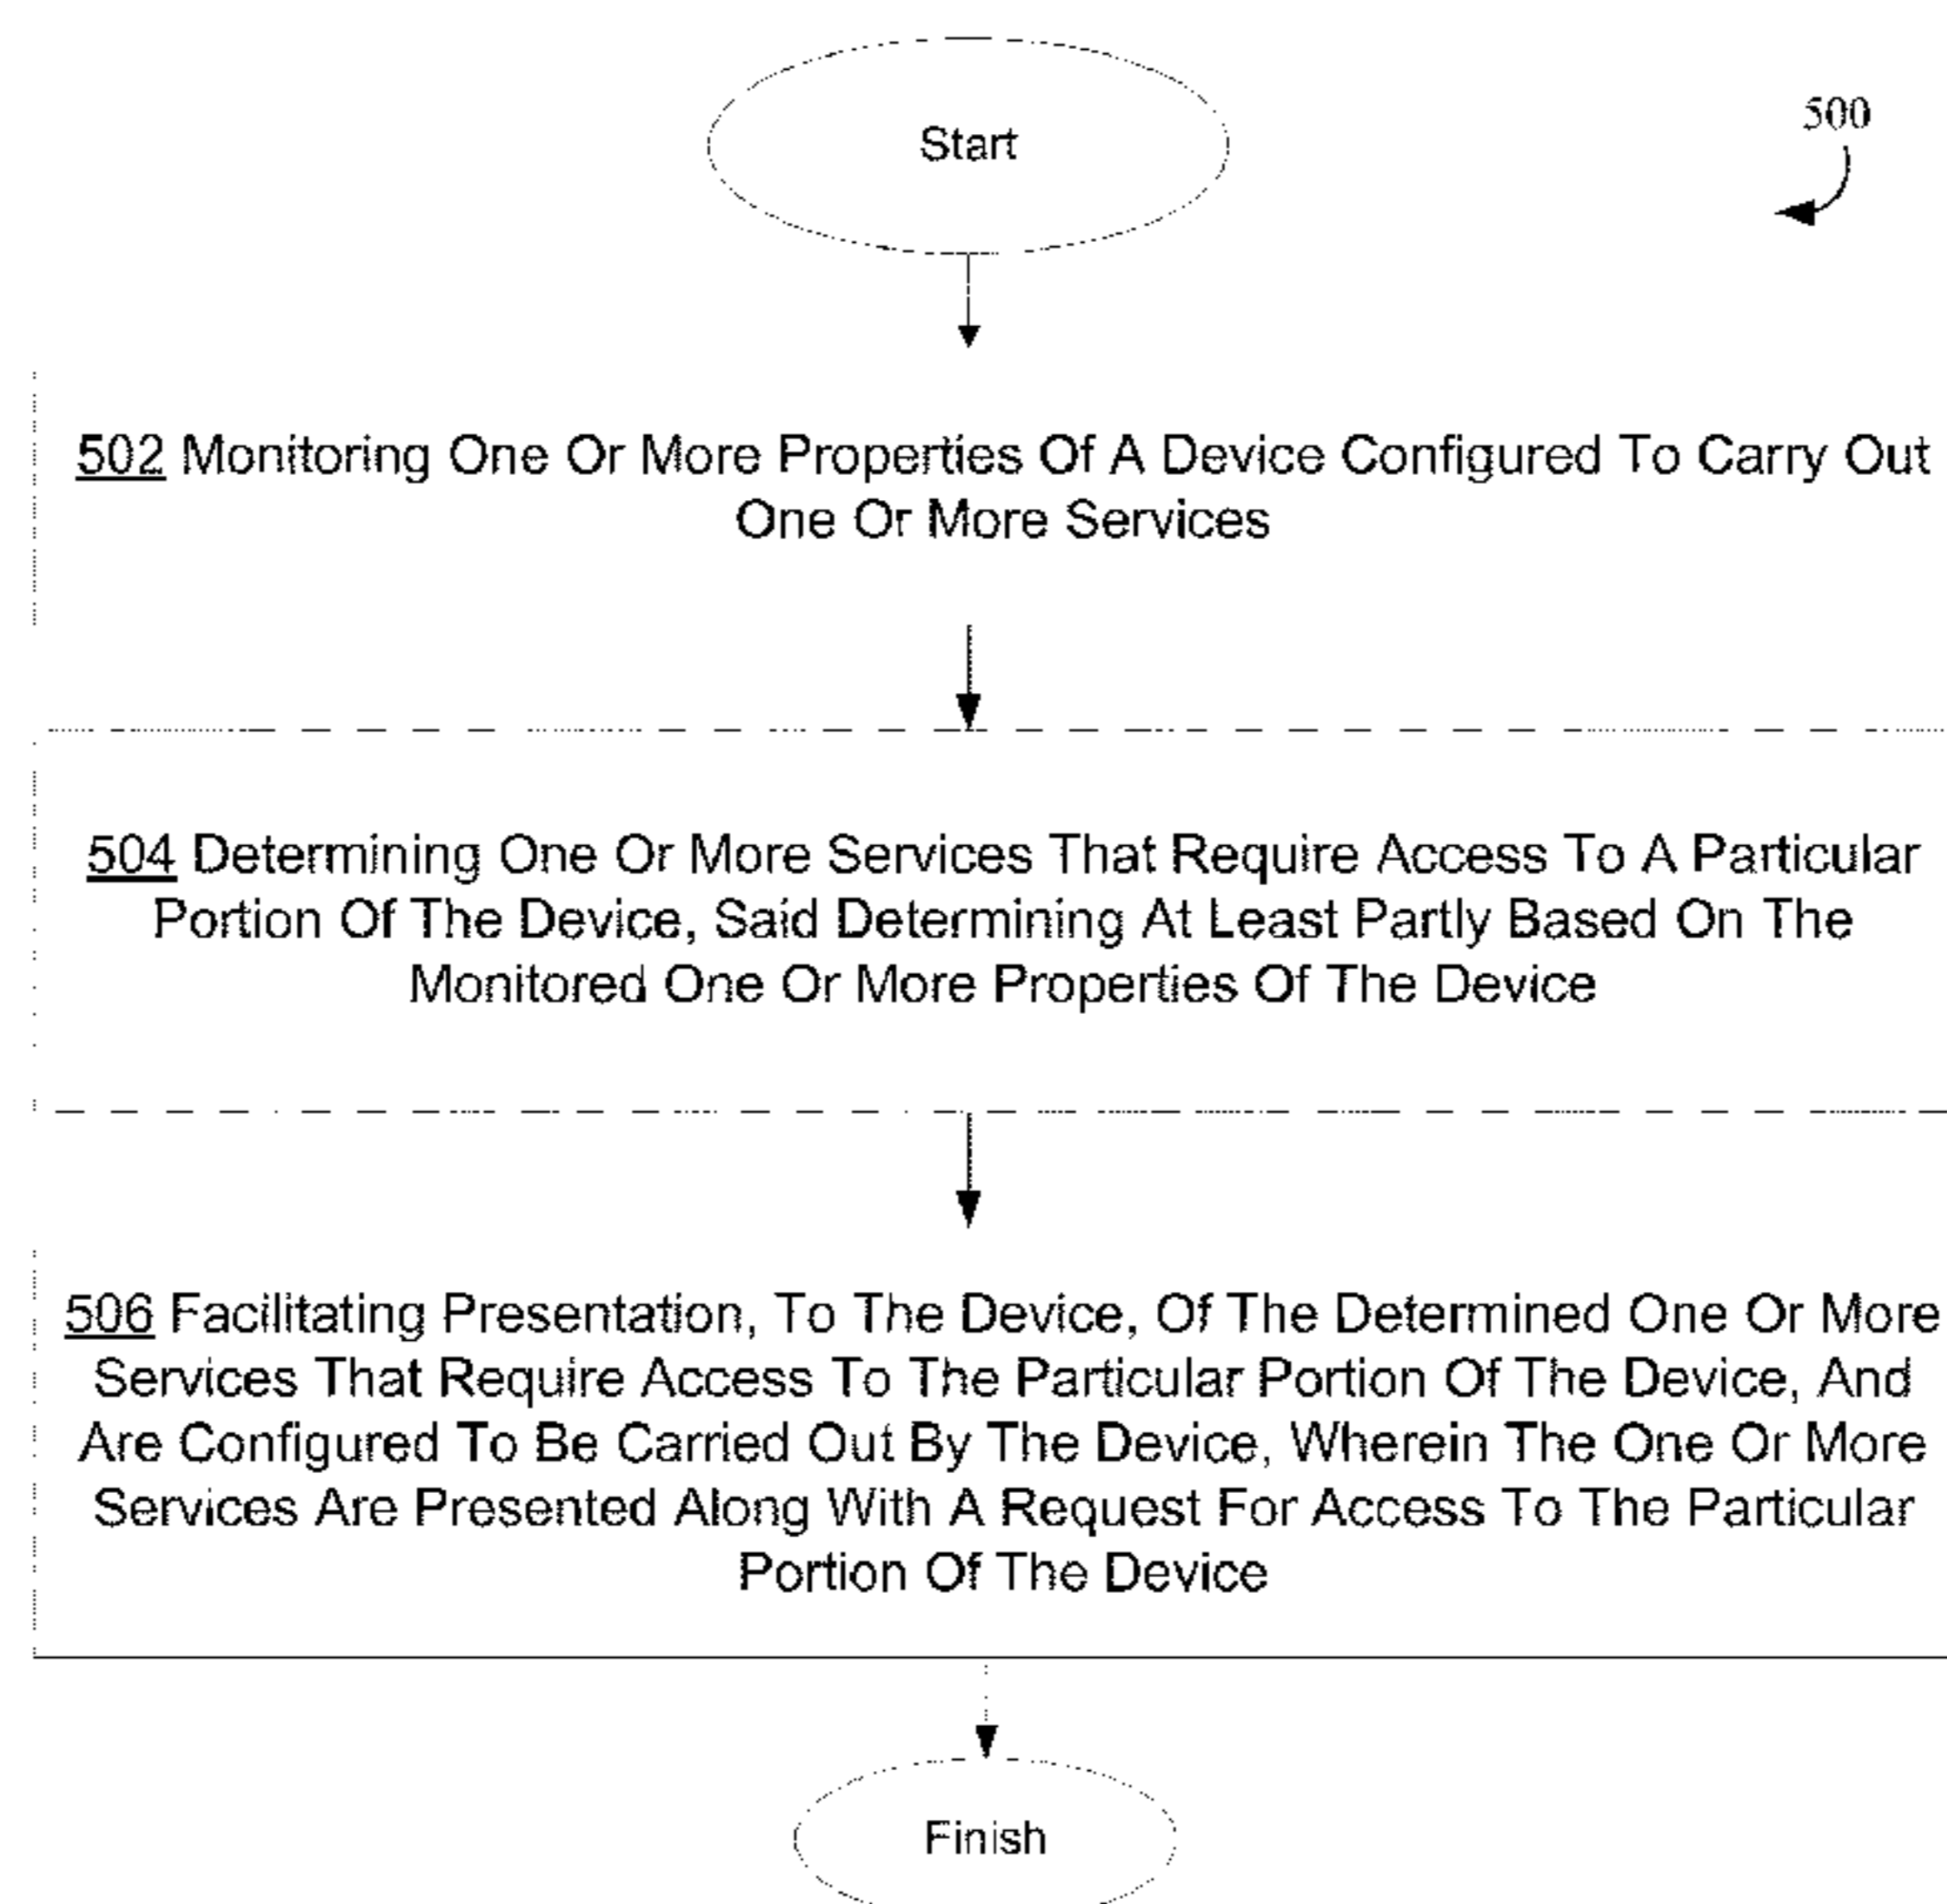 Start
500
502 Monitoring One Or More Properties Of A Device Configured To Carry Out
One Or More Services
504 Determining One Or More Services That Require Access To A Particular
Portion Of The Device, Said Determining At Least Partly Based On The
Monitored One Or More Properties Of The Device
506 Facilitating Presentation, To The Device, Of The Determined One Or More
Services That Require Access To The Particular Portion Of The Device, And
Are Configured To Be Carried Out By The Device, Wherein The One Or More
Services Are Presented Along With A Request For Access To The Particular
Portion Of The Device
Finish